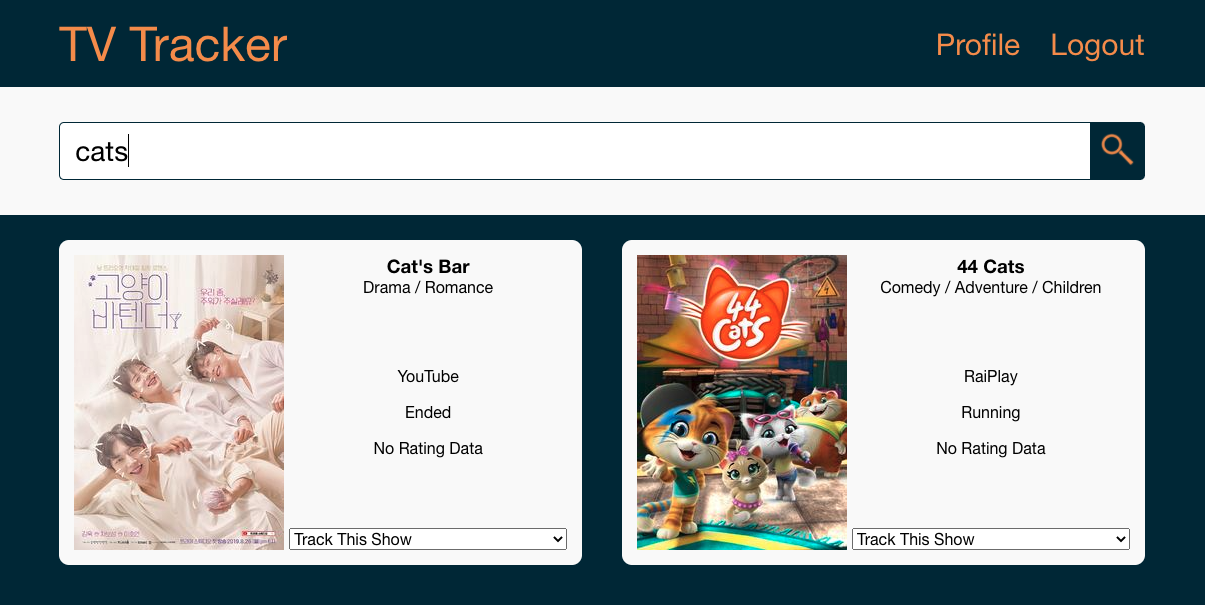 TV Tracker
Profile
Logout
cats
고양이
바텐더
우리 좀,
주워가 주실래요?
Cat's Bar
Drama / Romance
YouTube
Ended
No Rating Data
Track This Show
44
Cats
44 Cats
Comedy / Adventure / Children
RaiPlay
Running
No Rating Data
Track This Show